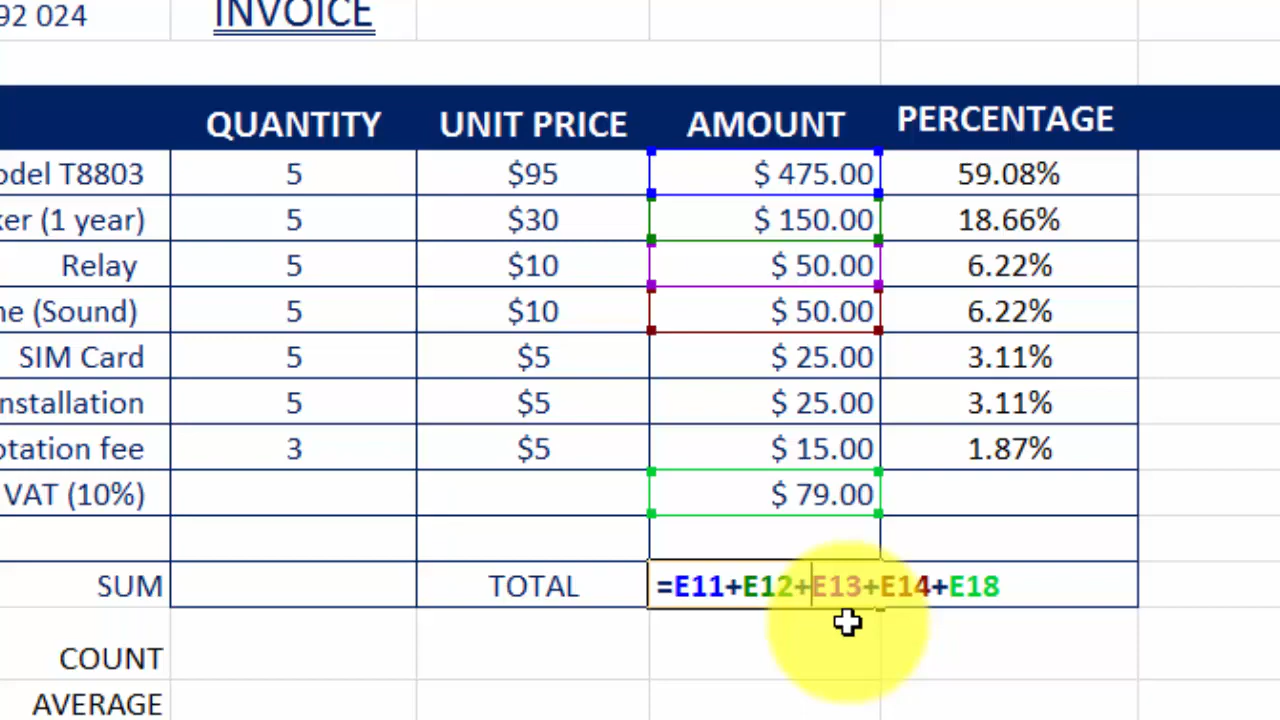 92 024 INVOICE
QUANTITY UNIT PRICE AMOUNT PERCENTAGE
odel T8803 5 $95 $ 475.00 59.08%
ker (1 year) 5 $30 $ 150.00 18.66%
Relay 5 $10 $ 50.00 6.22%
ne (Sound) 5 $10 $ 50.00 6.22%
SIM Card 5 $5 $ 25.00 3.11%
nstallation 5 $5 $ 25.00 3.11%
otation fee 3 $5 $ 15.00 1.87%
VAT (10%) $ 79.00
SUM TOTAL =E11+E12+E13+E14+E18
COUNT
AVERAGE